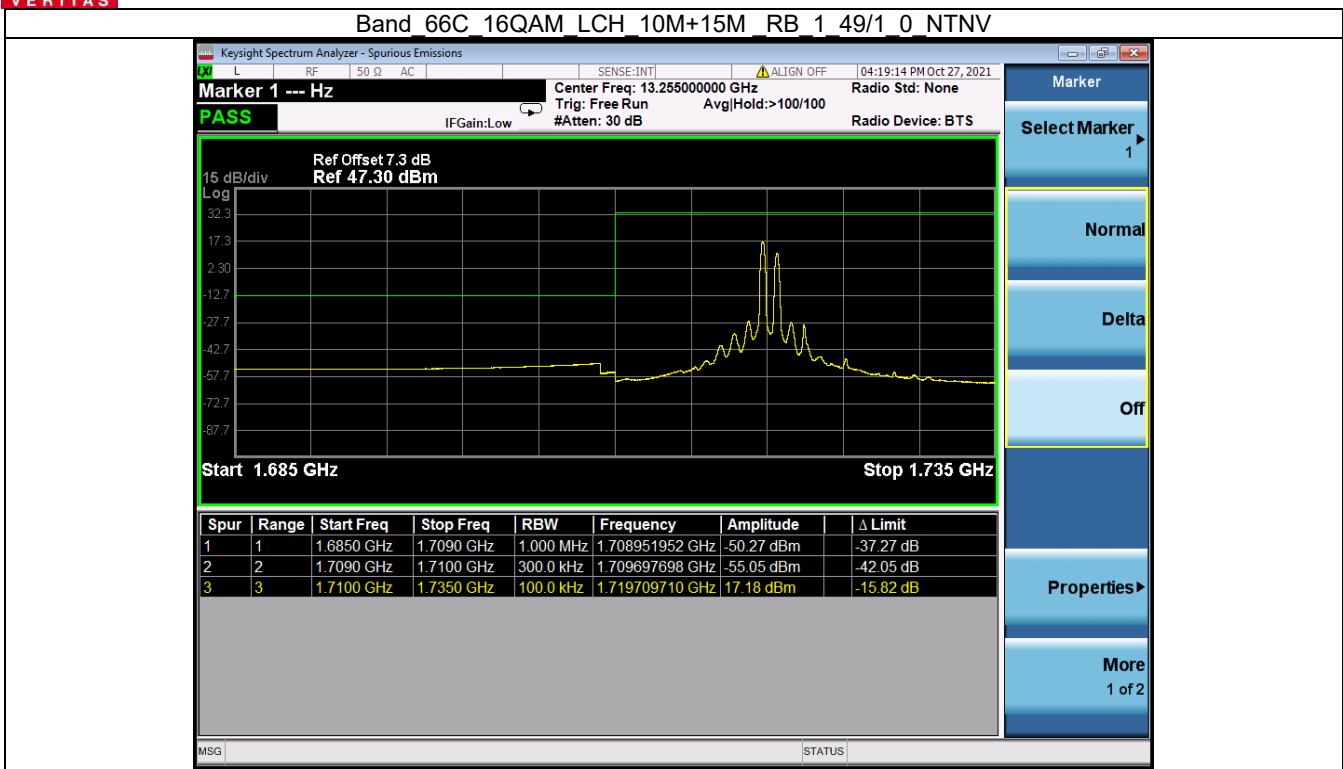 VERITAS
Band_66C_16QAM_LCH_10M+15M _RB_1_49/1_0_NTNV
Keysight Spectrum Analyzer - Spurious Emissions
LXI L RF 50 Ω AC SENSE:INT ALIGN OFF 04:19:14 PM Oct 27, 2021
Marker 1 --- Hz
Center Freq: 13.255000000 GHz
Radio Std: None
Trig: Free Run Avg|Hold:>100/100
PASS
IFGain:Low
#Atten: 30 dB
Radio Device: BTS
Ref Offset 7.3 dB
15 dB/div Ref 47.30 dBm
Log
32.3
17.3
2.30
-12.7
-27.7
-42.7
-57.7
-72.7
-87.7
Start 1.685 GHz Stop 1.735 GHz
Spur Range Start Freq Stop Freq RBW Frequency Amplitude Δ Limit
1 1 1.6850 GHz 1.7090 GHz 1.000 MHz 1.708951952 GHz -50.27 dBm -37.27 dB
2 2 1.7090 GHz 1.7100 GHz 300.0 kHz 1.709697698 GHz -55.05 dBm -42.05 dB
3 3 1.7100 GHz 1.7350 GHz 100.0 kHz 1.719709710 GHz 17.18 dBm -15.82 dB
MSG STATUS
Marker
Select Marker
1
Normal
Delta
Off
Properties
More
1 of 2